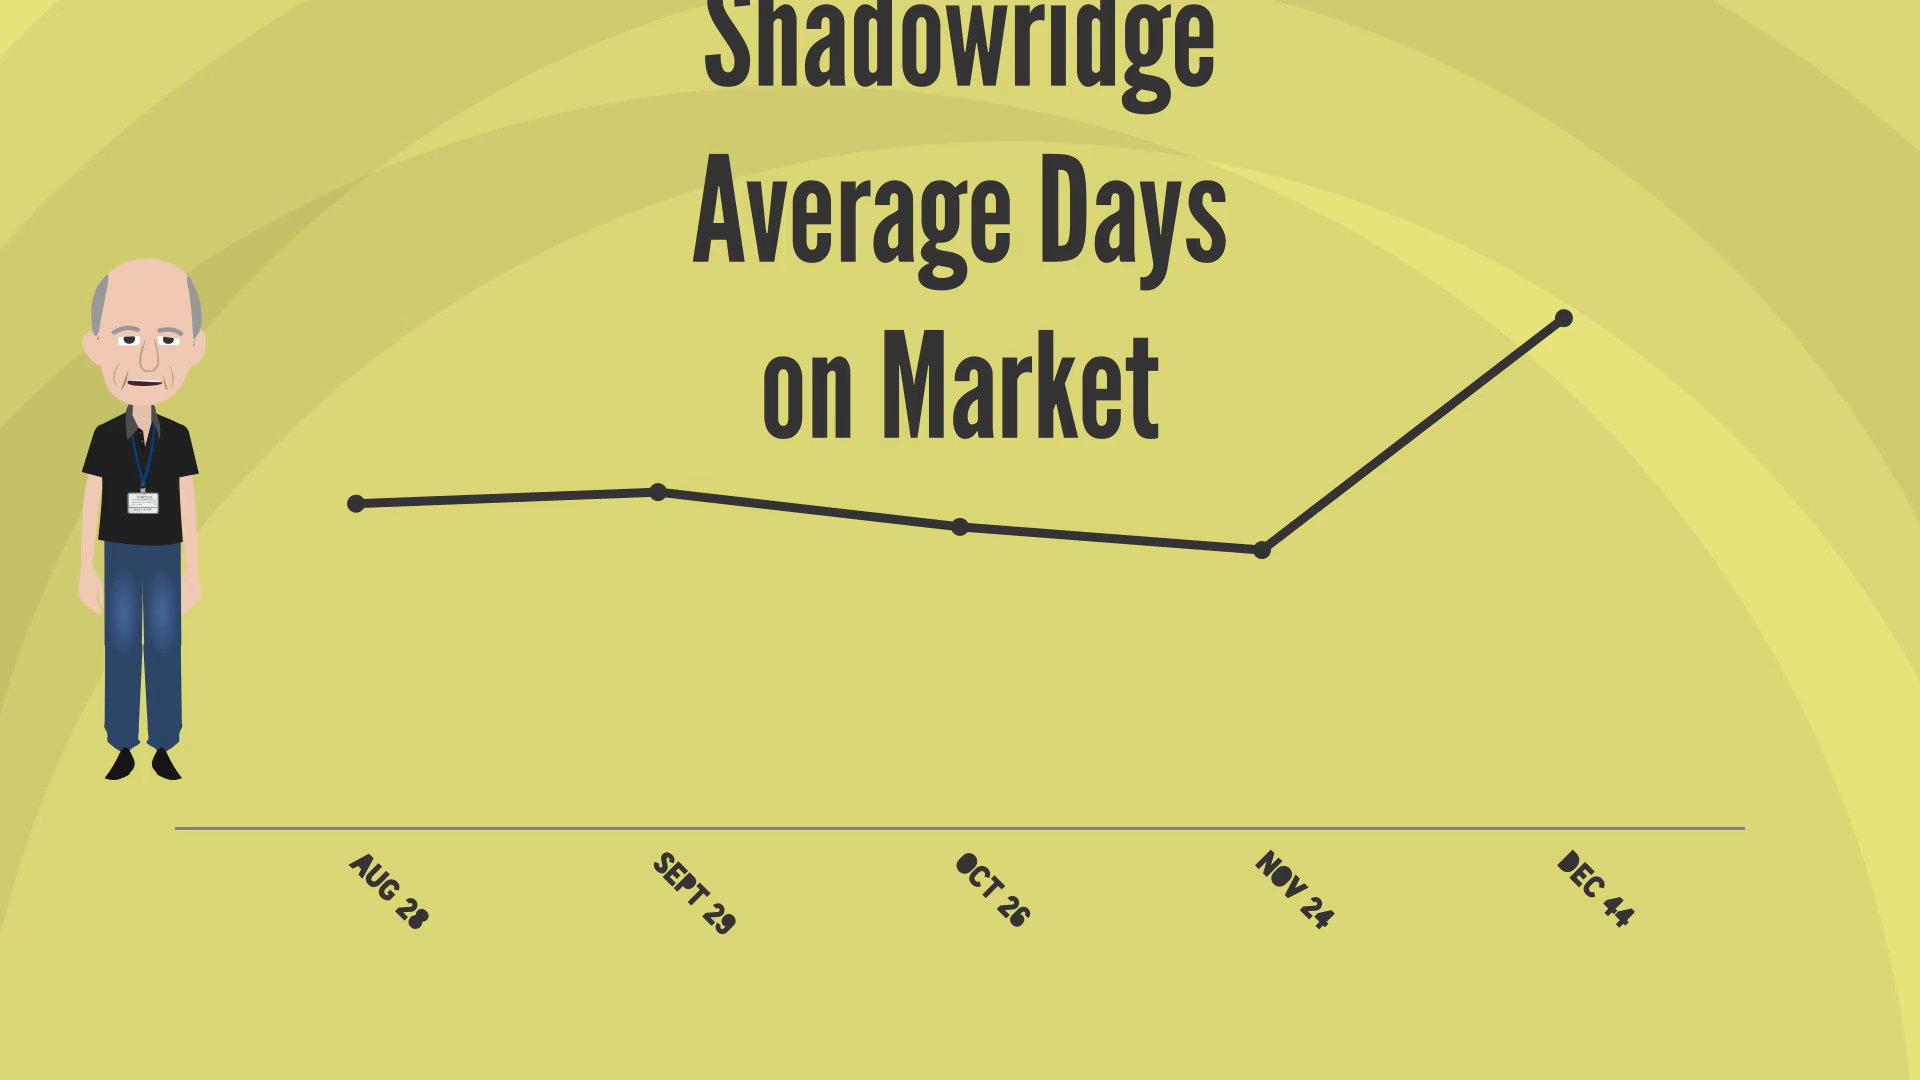 Shadowridge
Average Days
on Market
AUG 28
SEPT 29
OCT 26
NOV 24
DEC 44